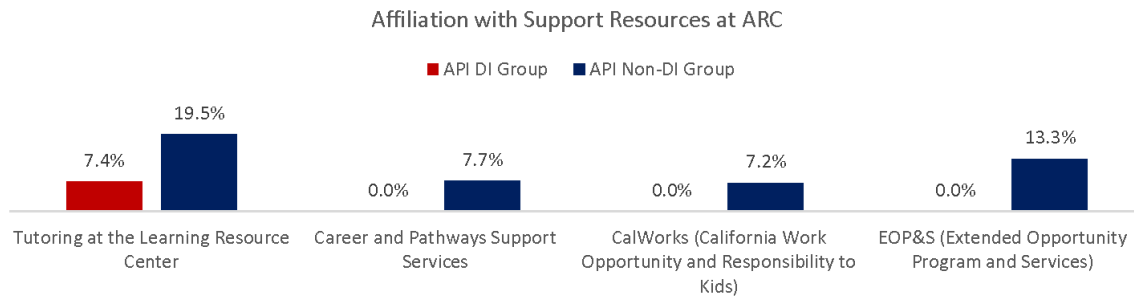 Affiliation with Support Resources at ARC
API DI Group API Non-DI Group
7.4%
19.5%
0.0%
7.7%
0.0%
7.2%
0.0%
13.3%
Tutoring at the Learning Resource
Center
Career and Pathways Support
Services
CalWorks (California Work
Opportunity and Responsibility to
Kids)
EOP&S (Extended Opportunity
Program and Services)